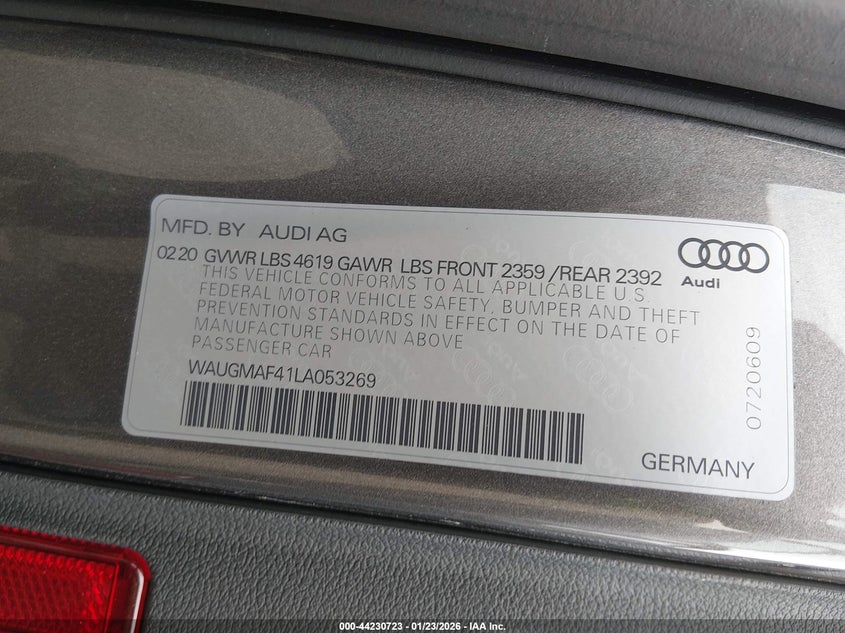 MFD. BY AUDI AG
0220 GVWR LBS 4619 GAWR LBS FRONT 2359 /REAR 2392
THIS VEHICLE CONFORMS TO ALL APPLICABLE U.S.
FEDERAL MOTOR VEHICLE SAFETY, BUMPER AND THEFT
PREVENTION STANDARDS IN EFFECT ON THE DATE OF
MANUFACTURE SHOWN ABOVE
PASSENGER CAR
WAUGMAF41LA053269
Audi
0720609
GERMANY
000-44230723 - 01/23/2026 - IAA Inc.